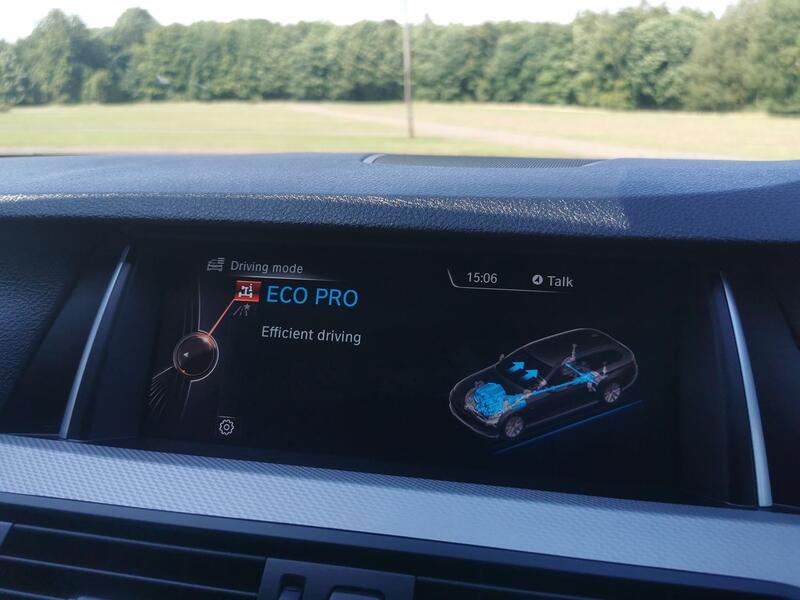 Driving mode
15:06
Talk
ECO PRO
Efficient driving